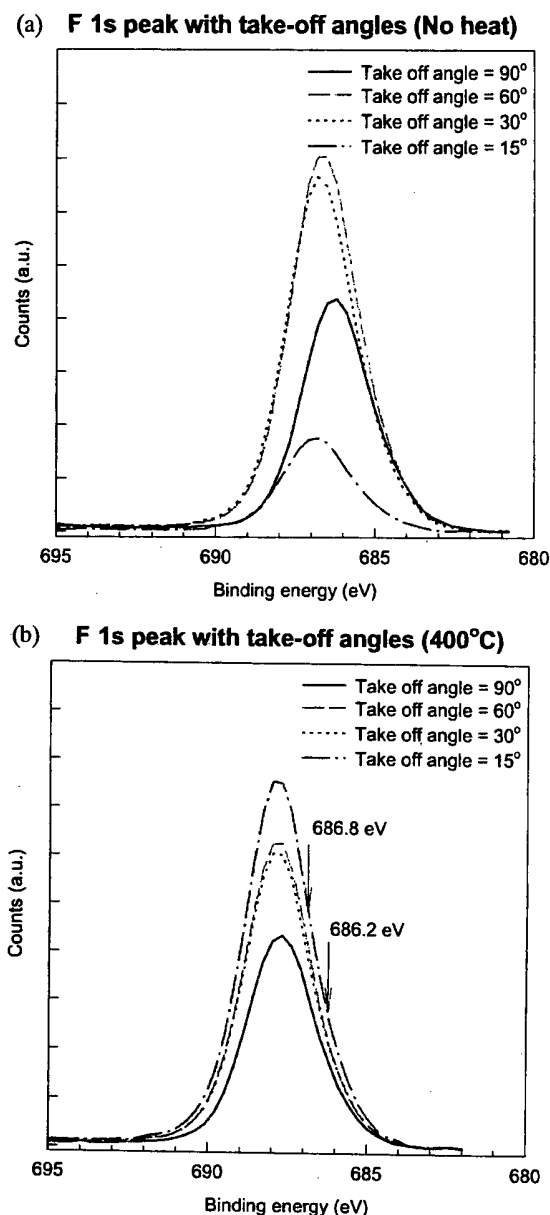 (a) F 1s peak with take-off angles (No heat)
Take off angle = 90°
Take off angle = 60°
Take off angle = 30°
Take off angle = 15°
Counts (a.u.)
695 690 685 680
Binding energy (eV)
(b) F 1s peak with take-off angles (400°C)
Take off angle = 90°
Take off angle = 60°
Take off angle = 30°
Take off angle = 15°
686.8 eV
686.2 eV
Counts (a.u.)
695 690 685 680
Binding energy (eV)